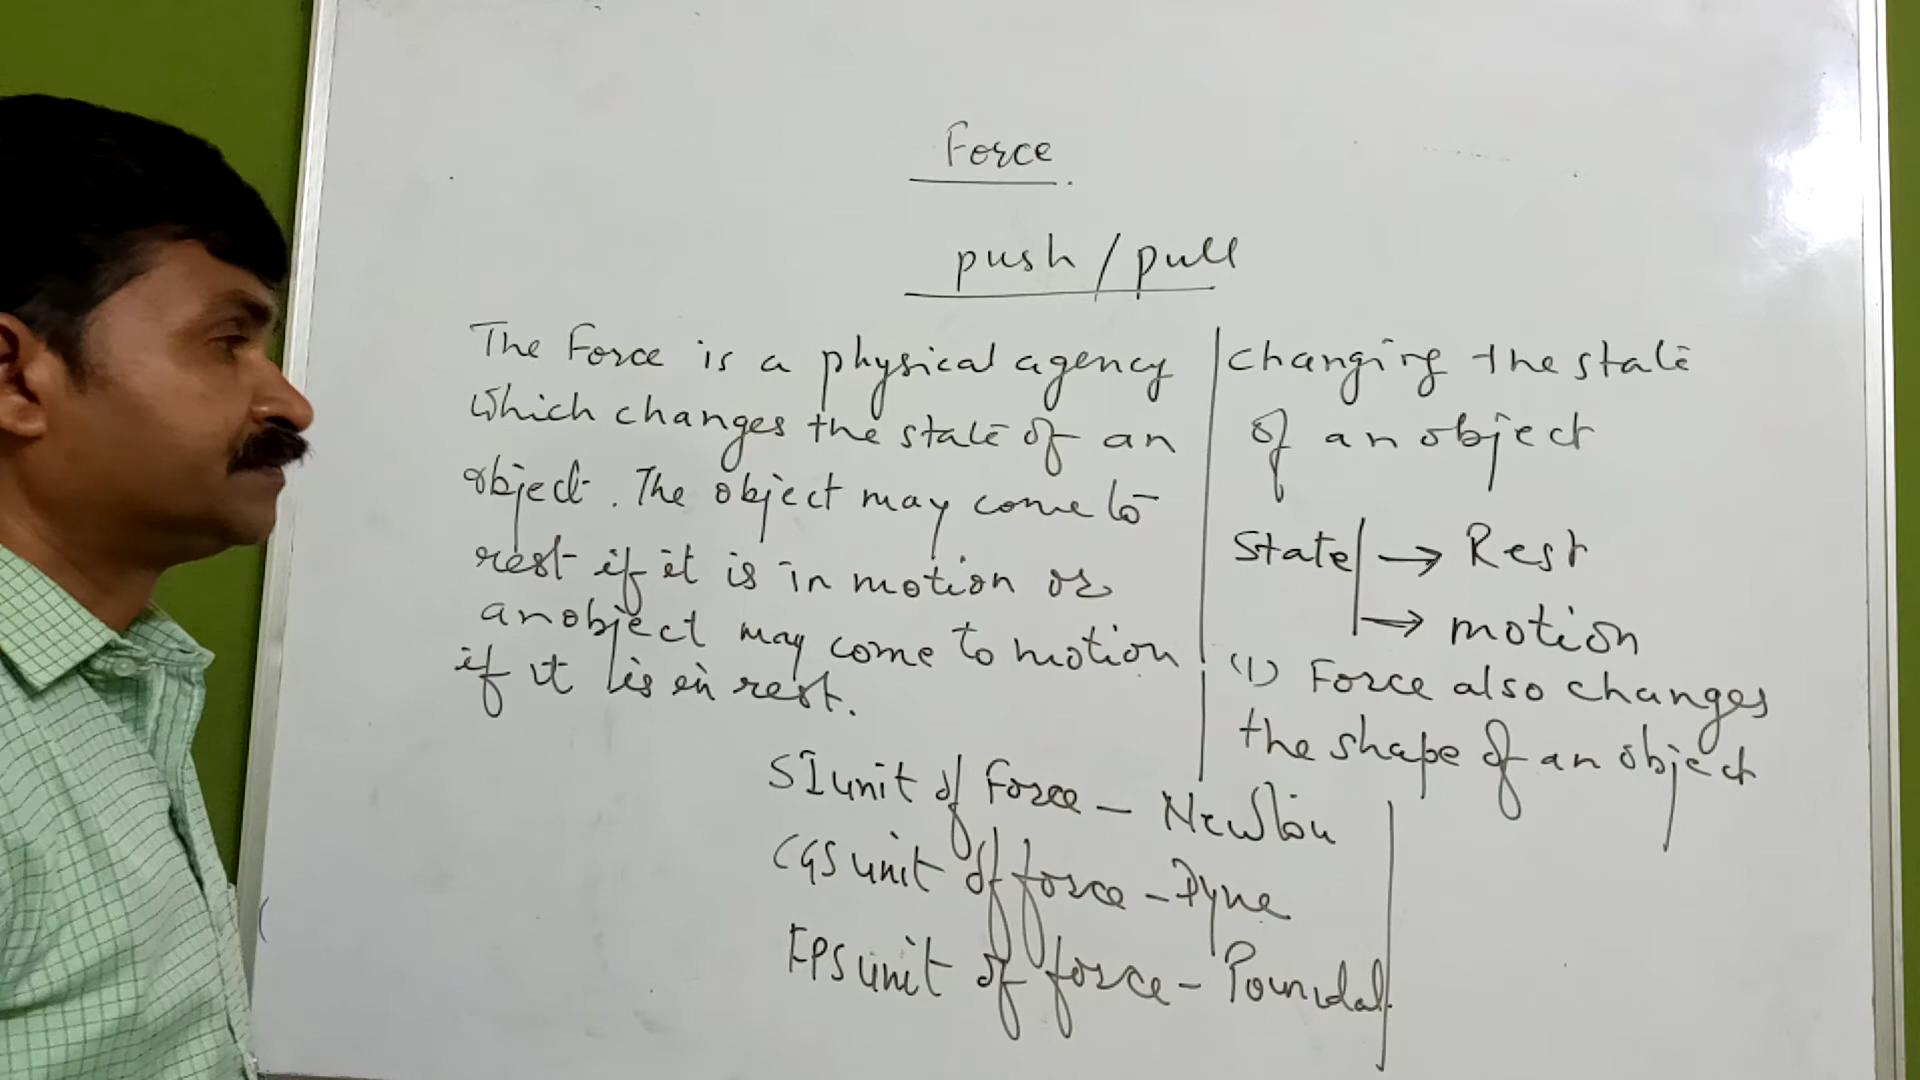 Force
push / pull
The Force is a physical agency
which changes the state of an
object. The object may come to
rest if it is in motion or
an object may come to motion
if it is in rest.
changing the state
of an object
State → Rest
→ motion
(1) Force also changes
the shape of an object
SI unit of Force - Newton
CGS unit of force - Dyne
FPS unit of force - Poundal